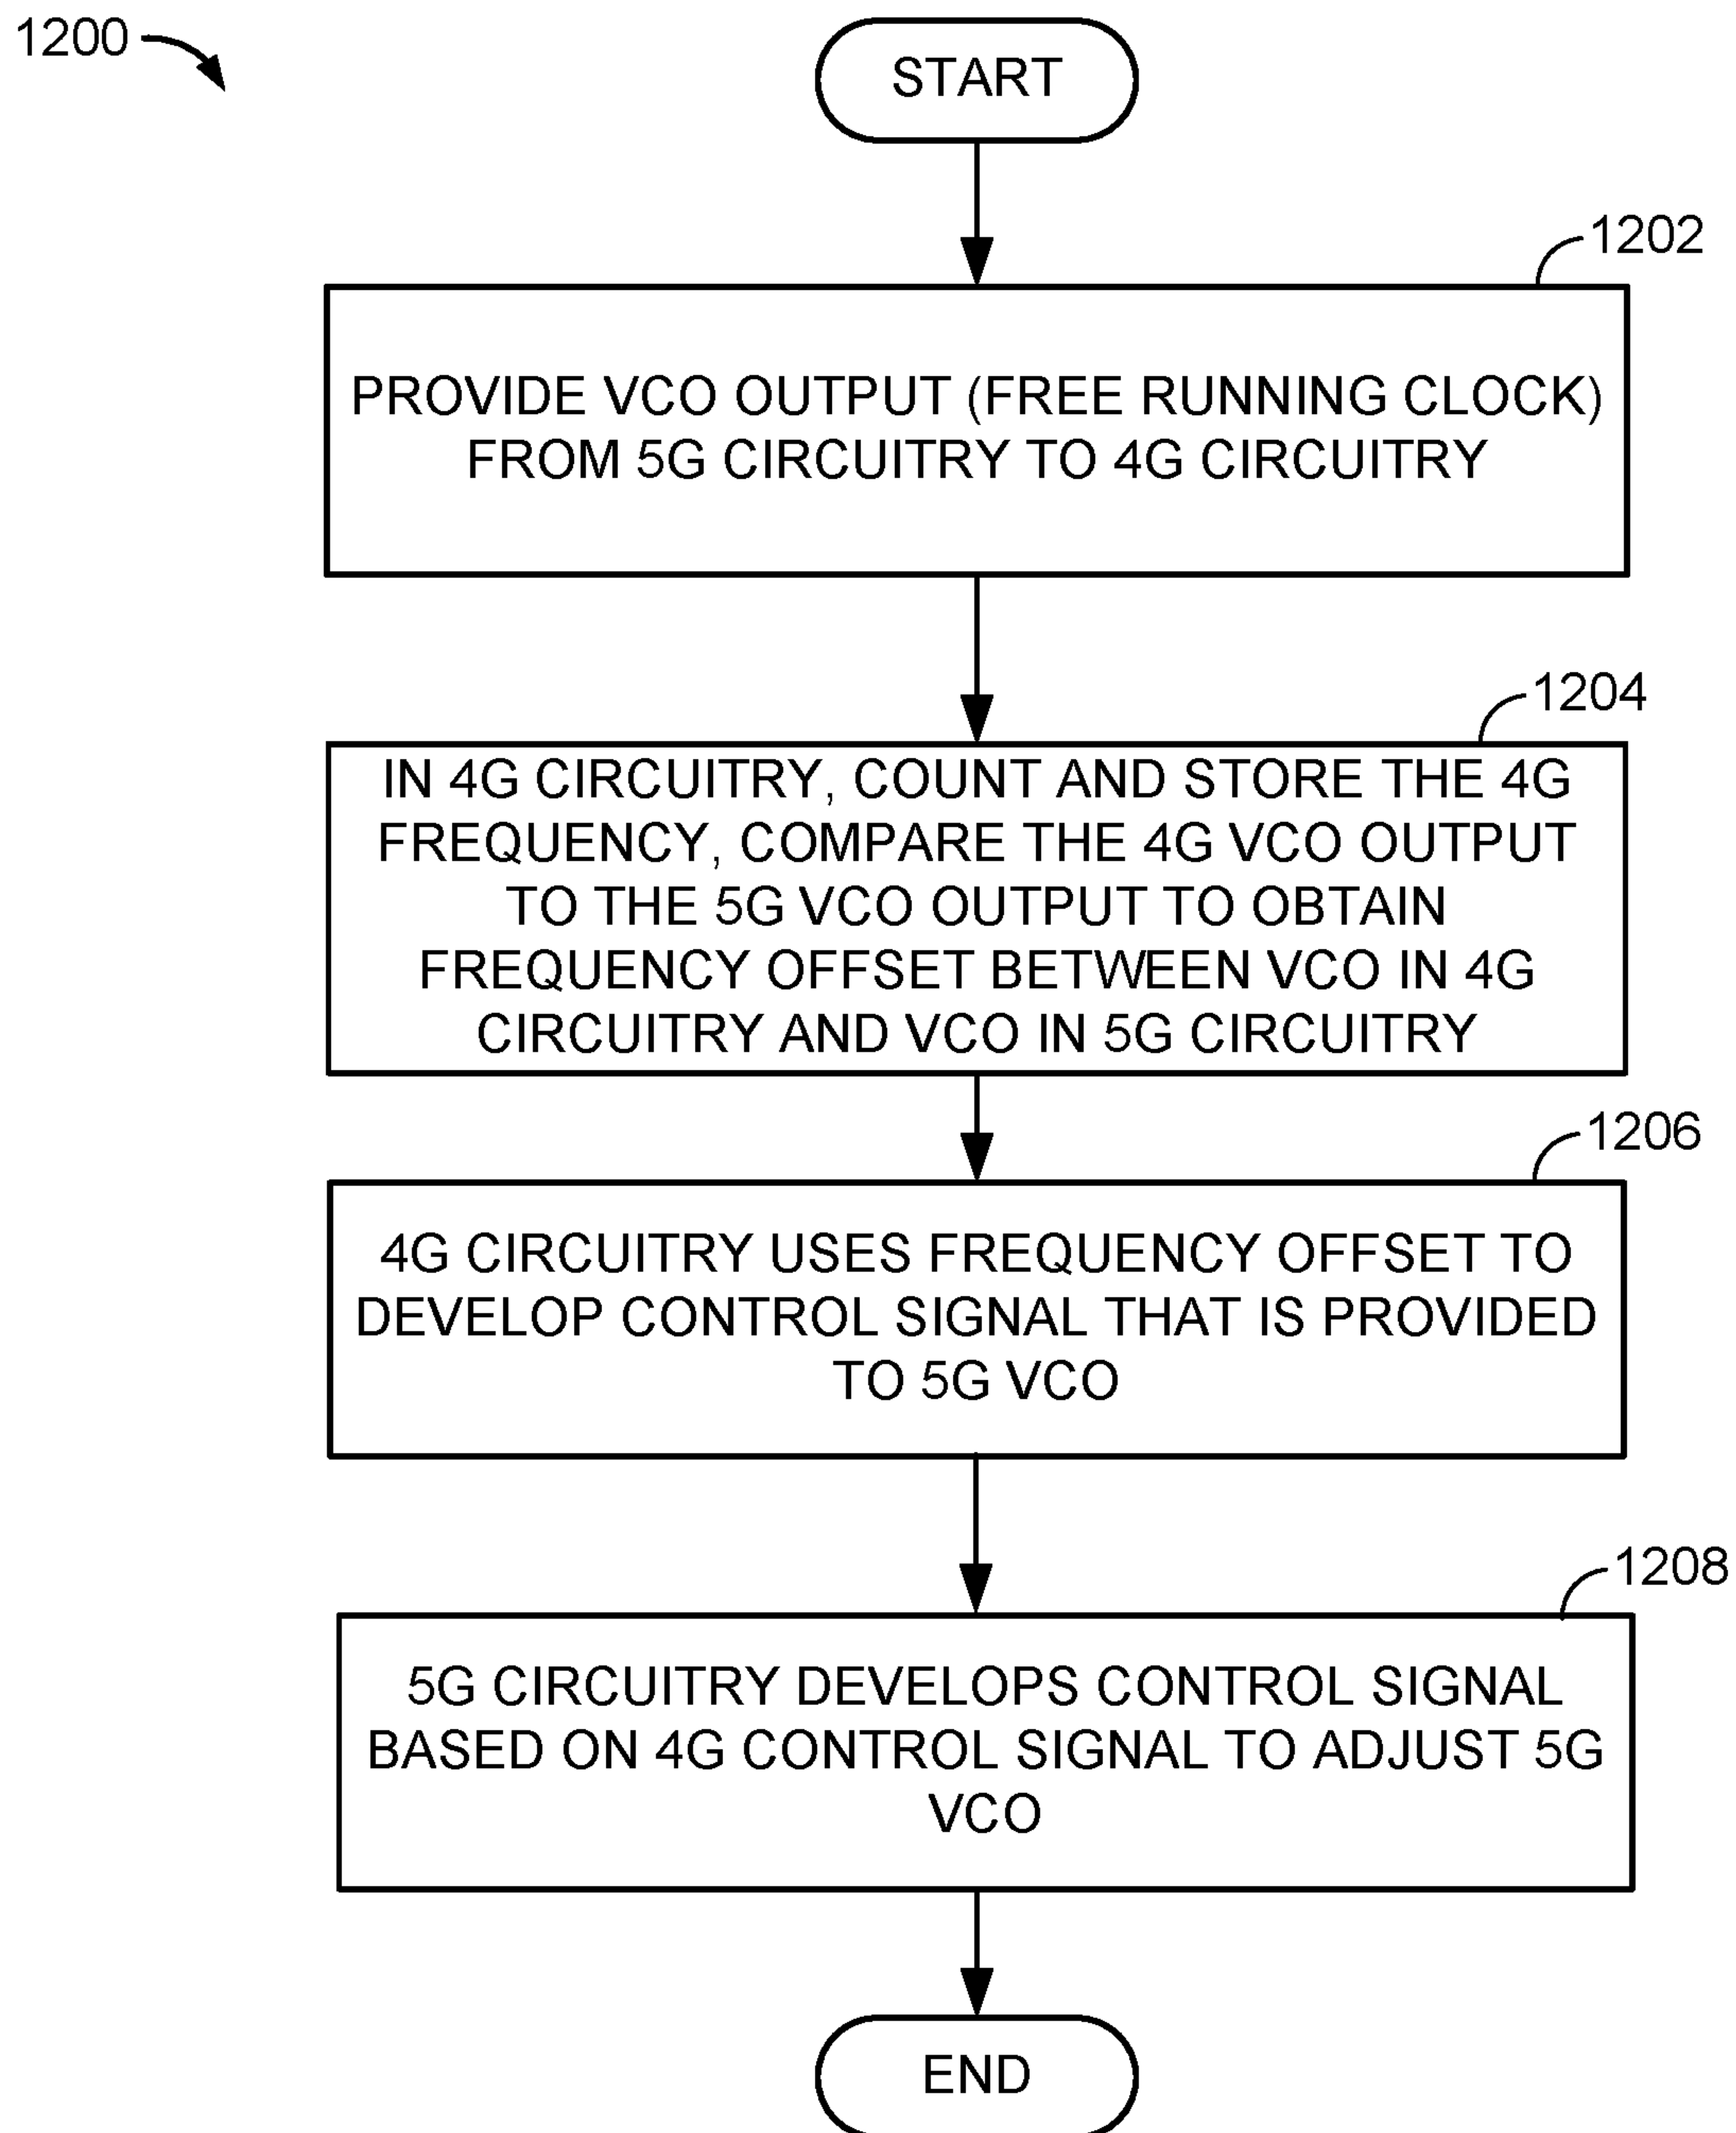 1200
START
1202
PROVIDE VCO OUTPUT (FREE RUNNING CLOCK)
FROM 5G CIRCUITRY TO 4G CIRCUITRY
1204
IN 4G CIRCUITRY, COUNT AND STORE THE 4G
FREQUENCY, COMPARE THE 4G VCO OUTPUT
TO THE 5G VCO OUTPUT TO OBTAIN
FREQUENCY OFFSET BETWEEN VCO IN 4G
CIRCUITRY AND VCO IN 5G CIRCUITRY
1206
4G CIRCUITRY USES FREQUENCY OFFSET TO
DEVELOP CONTROL SIGNAL THAT IS PROVIDED
TO 5G VCO
1208
5G CIRCUITRY DEVELOPS CONTROL SIGNAL
BASED ON 4G CONTROL SIGNAL TO ADJUST 5G
VCO
END